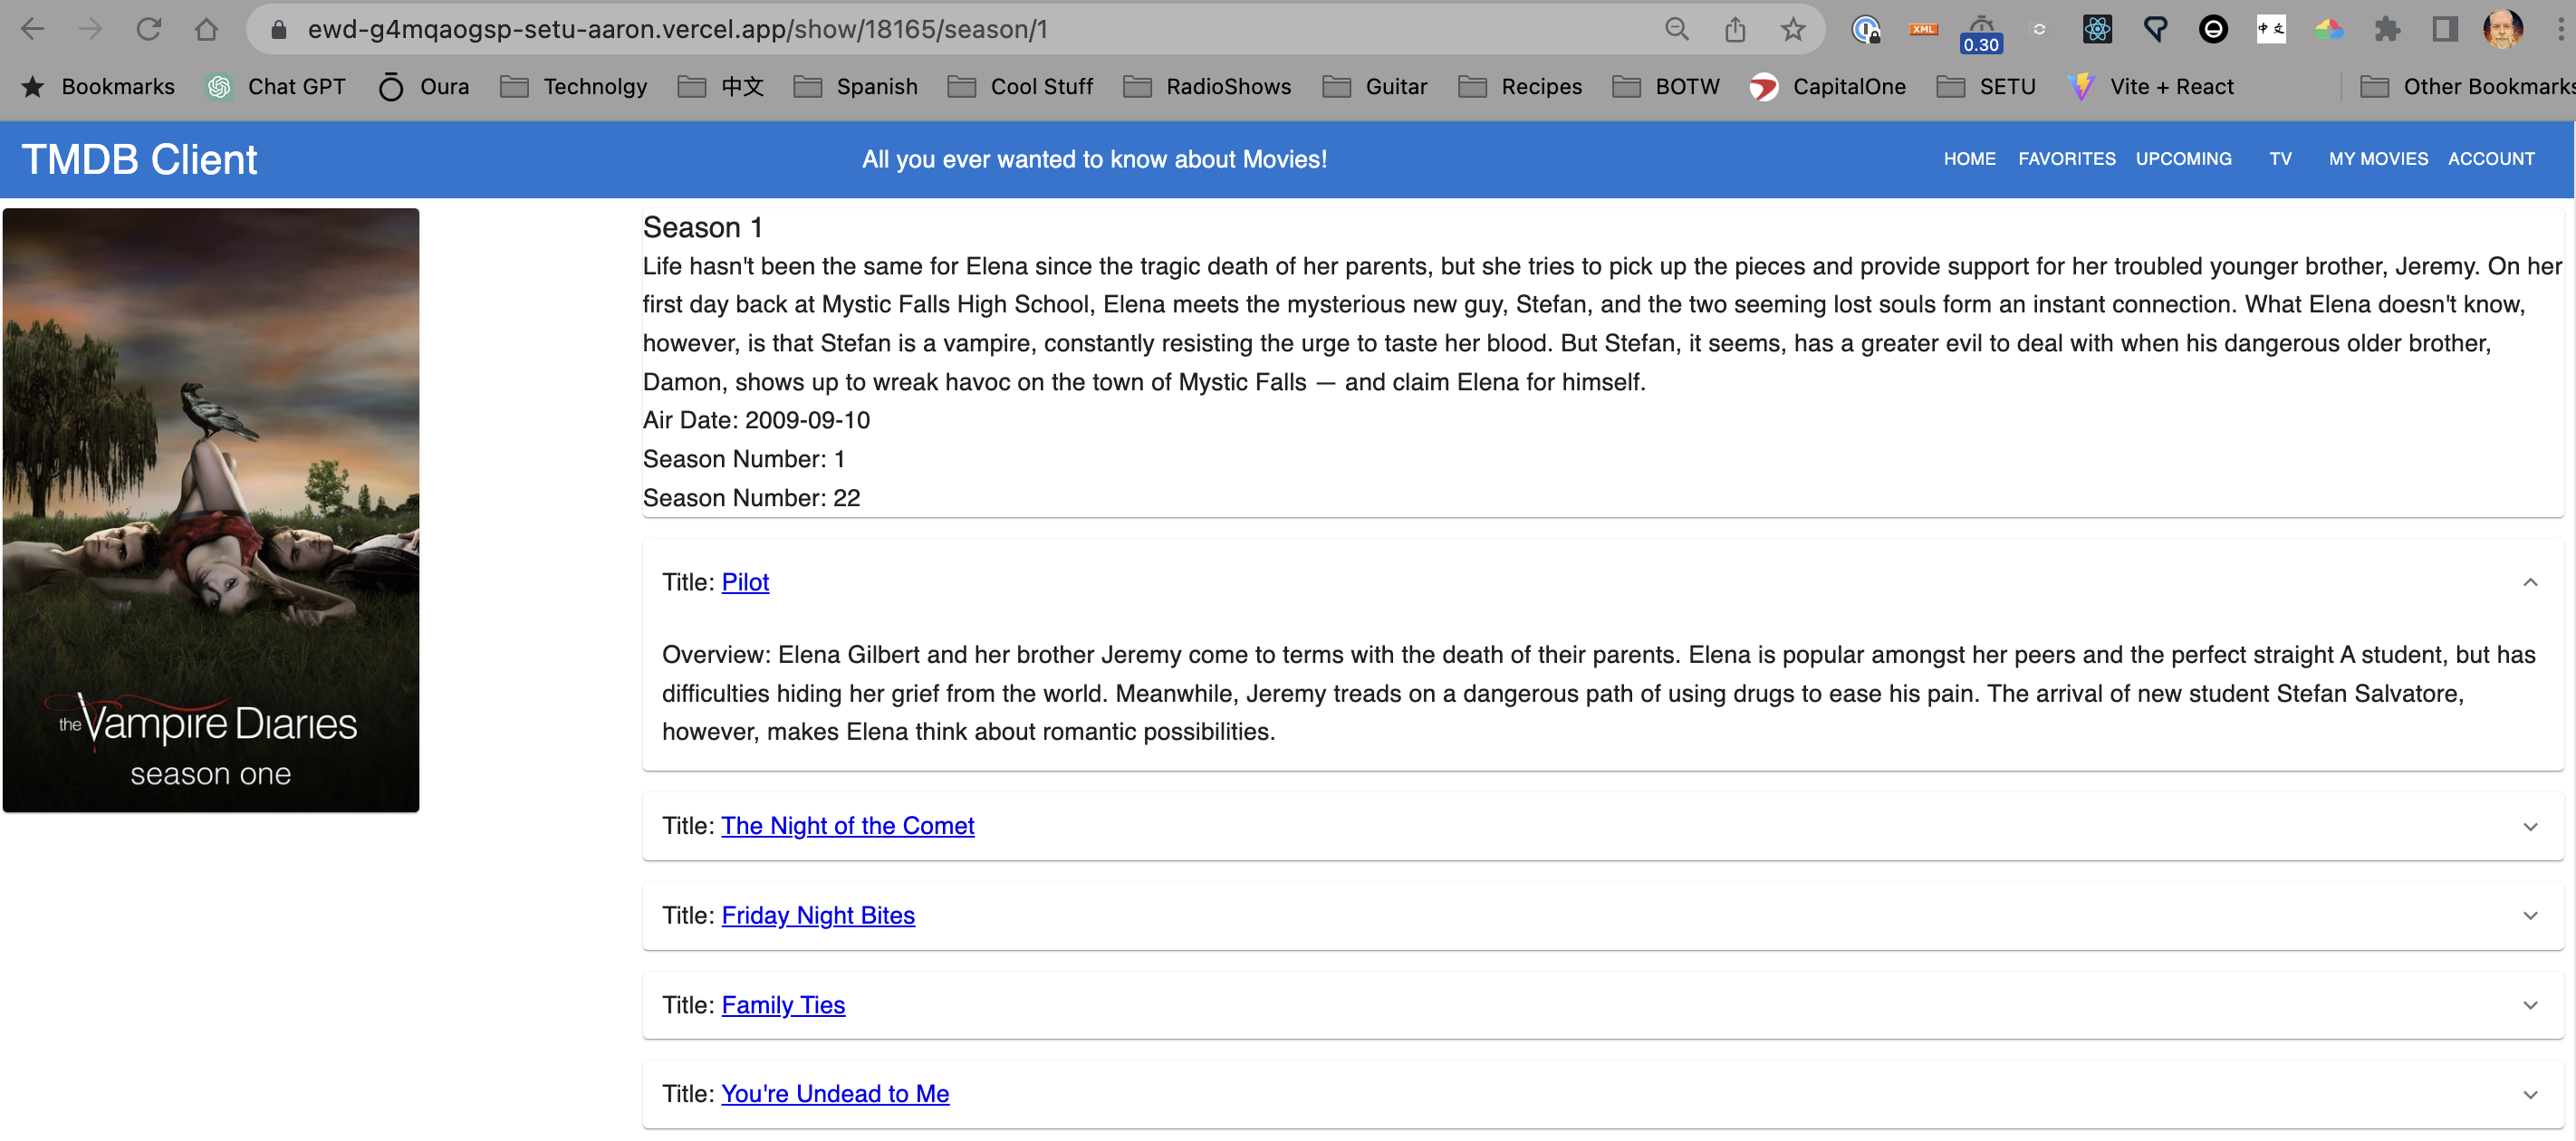 ewd-g4mqaogsp-setu-aaron.vercel.app/show/18165/season/1
XML
0.30
中文
Bookmarks
Chat GPT
Oura
Technolgy
中文
Spanish
Cool Stuff
RadioShows
Guitar
Recipes
BOTW
CapitalOne
SETU
Vite + React
Other Bookmarks
TMDB Client
All you ever wanted to know about Movies!
HOME
FAVORITES
UPCOMING
TV
MY MOVIES
ACCOUNT
the Vampire Diaries
season one
Season 1
Life hasn't been the same for Elena since the tragic death of her parents, but she tries to pick up the pieces and provide support for her troubled younger brother, Jeremy. On her
first day back at Mystic Falls High School, Elena meets the mysterious new guy, Stefan, and the two seeming lost souls form an instant connection. What Elena doesn't know,
however, is that Stefan is a vampire, constantly resisting the urge to taste her blood. But Stefan, it seems, has a greater evil to deal with when his dangerous older brother,
Damon, shows up to wreak havoc on the town of Mystic Falls — and claim Elena for himself.
Air Date: 2009-09-10
Season Number: 1
Season Number: 22
Title: Pilot
Overview: Elena Gilbert and her brother Jeremy come to terms with the death of their parents. Elena is popular amongst her peers and the perfect straight A student, but has
difficulties hiding her grief from the world. Meanwhile, Jeremy treads on a dangerous path of using drugs to ease his pain. The arrival of new student Stefan Salvatore,
however, makes Elena think about romantic possibilities.
Title: The Night of the Comet
Title: Friday Night Bites
Title: Family Ties
Title: You're Undead to Me